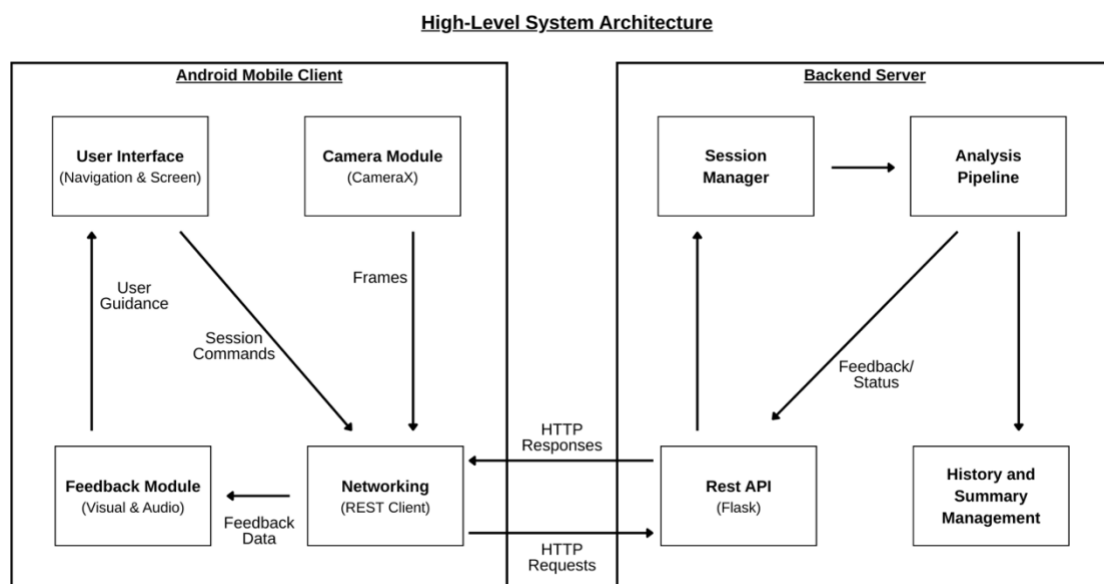 High-Level System Architecture
Android Mobile Client
User Interface
(Navigation & Screen)
Camera Module
(CameraX)
User
Guidance
Session
Commands
Frames
Feedback Module
(Visual & Audio)
Feedback
Data
Networking
(REST Client)
HTTP
Responses
HTTP
Requests
Backend Server
Session
Manager
Analysis
Pipeline
Feedback/
Status
Rest API
(Flask)
History and
Summary
Management